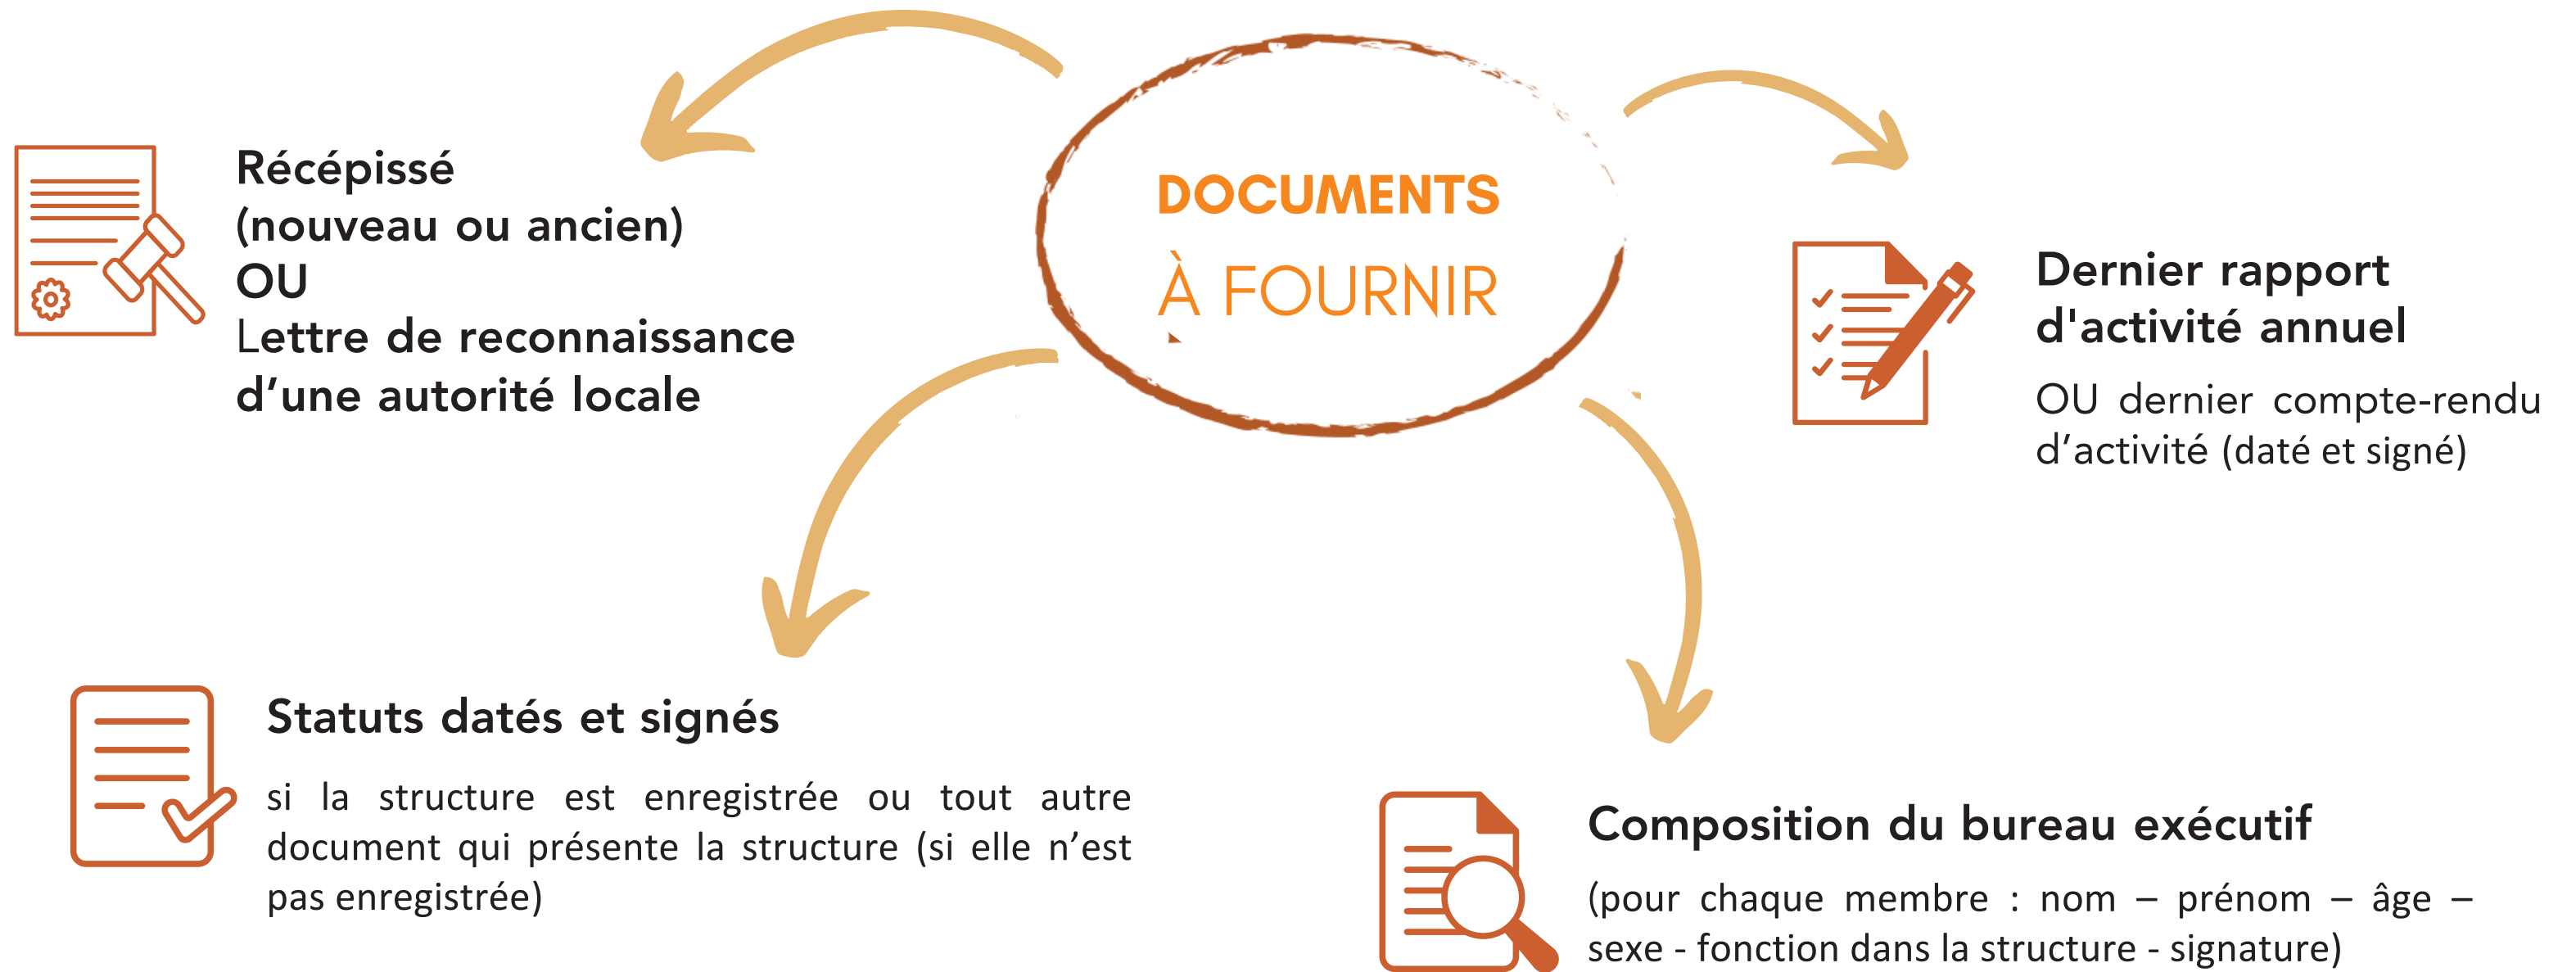 DOCUMENTS
À FOURNIR
Récépissé
(nouveau ou ancien)
OU
Lettre de reconnaissance
d’une autorité locale
Dernier rapport
d'activité annuel
OU dernier compte-rendu
d’activité (daté et signé)
Statuts datés et signés
si la structure est enregistrée ou tout autre
document qui présente la structure (si elle n’est
pas enregistrée)
Composition du bureau exécutif
(pour chaque membre : nom – prénom – âge –
sexe - fonction dans la structure - signature)